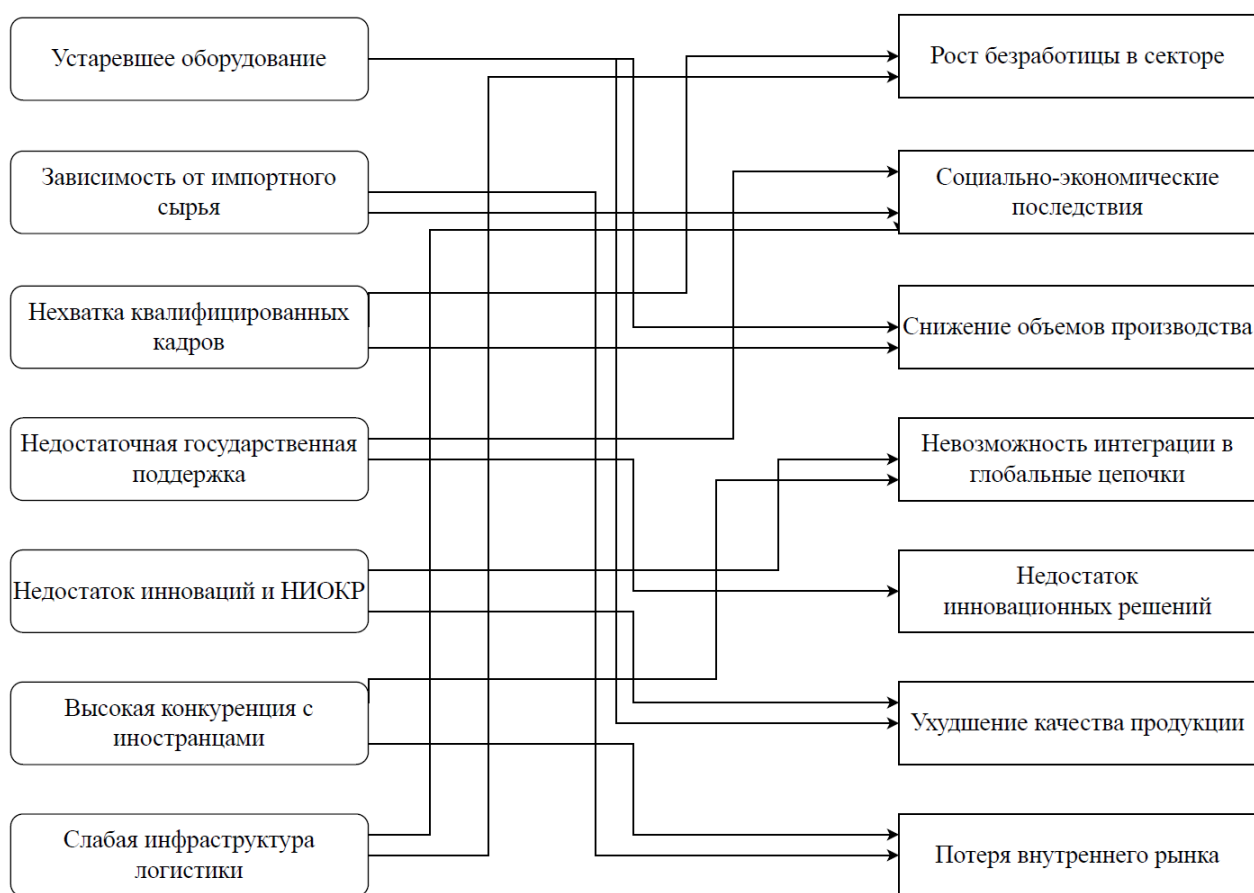 Устаревшее оборудование
Рост безработицы в секторе
Зависимость от импортного
сырья
Социально-экономические
последствия
Нехватка квалифицированных
кадров
Снижение объемов производства
Недостаточная государственная
поддержка
Невозможность интеграции в
глобальные цепочки
Недостаток инноваций и НИОКР
Недостаток
инновационных решений
Высокая конкуренция с
иностранцами
Ухудшение качества продукции
Слабая инфраструктура
логистики
Потеря внутреннего рынка